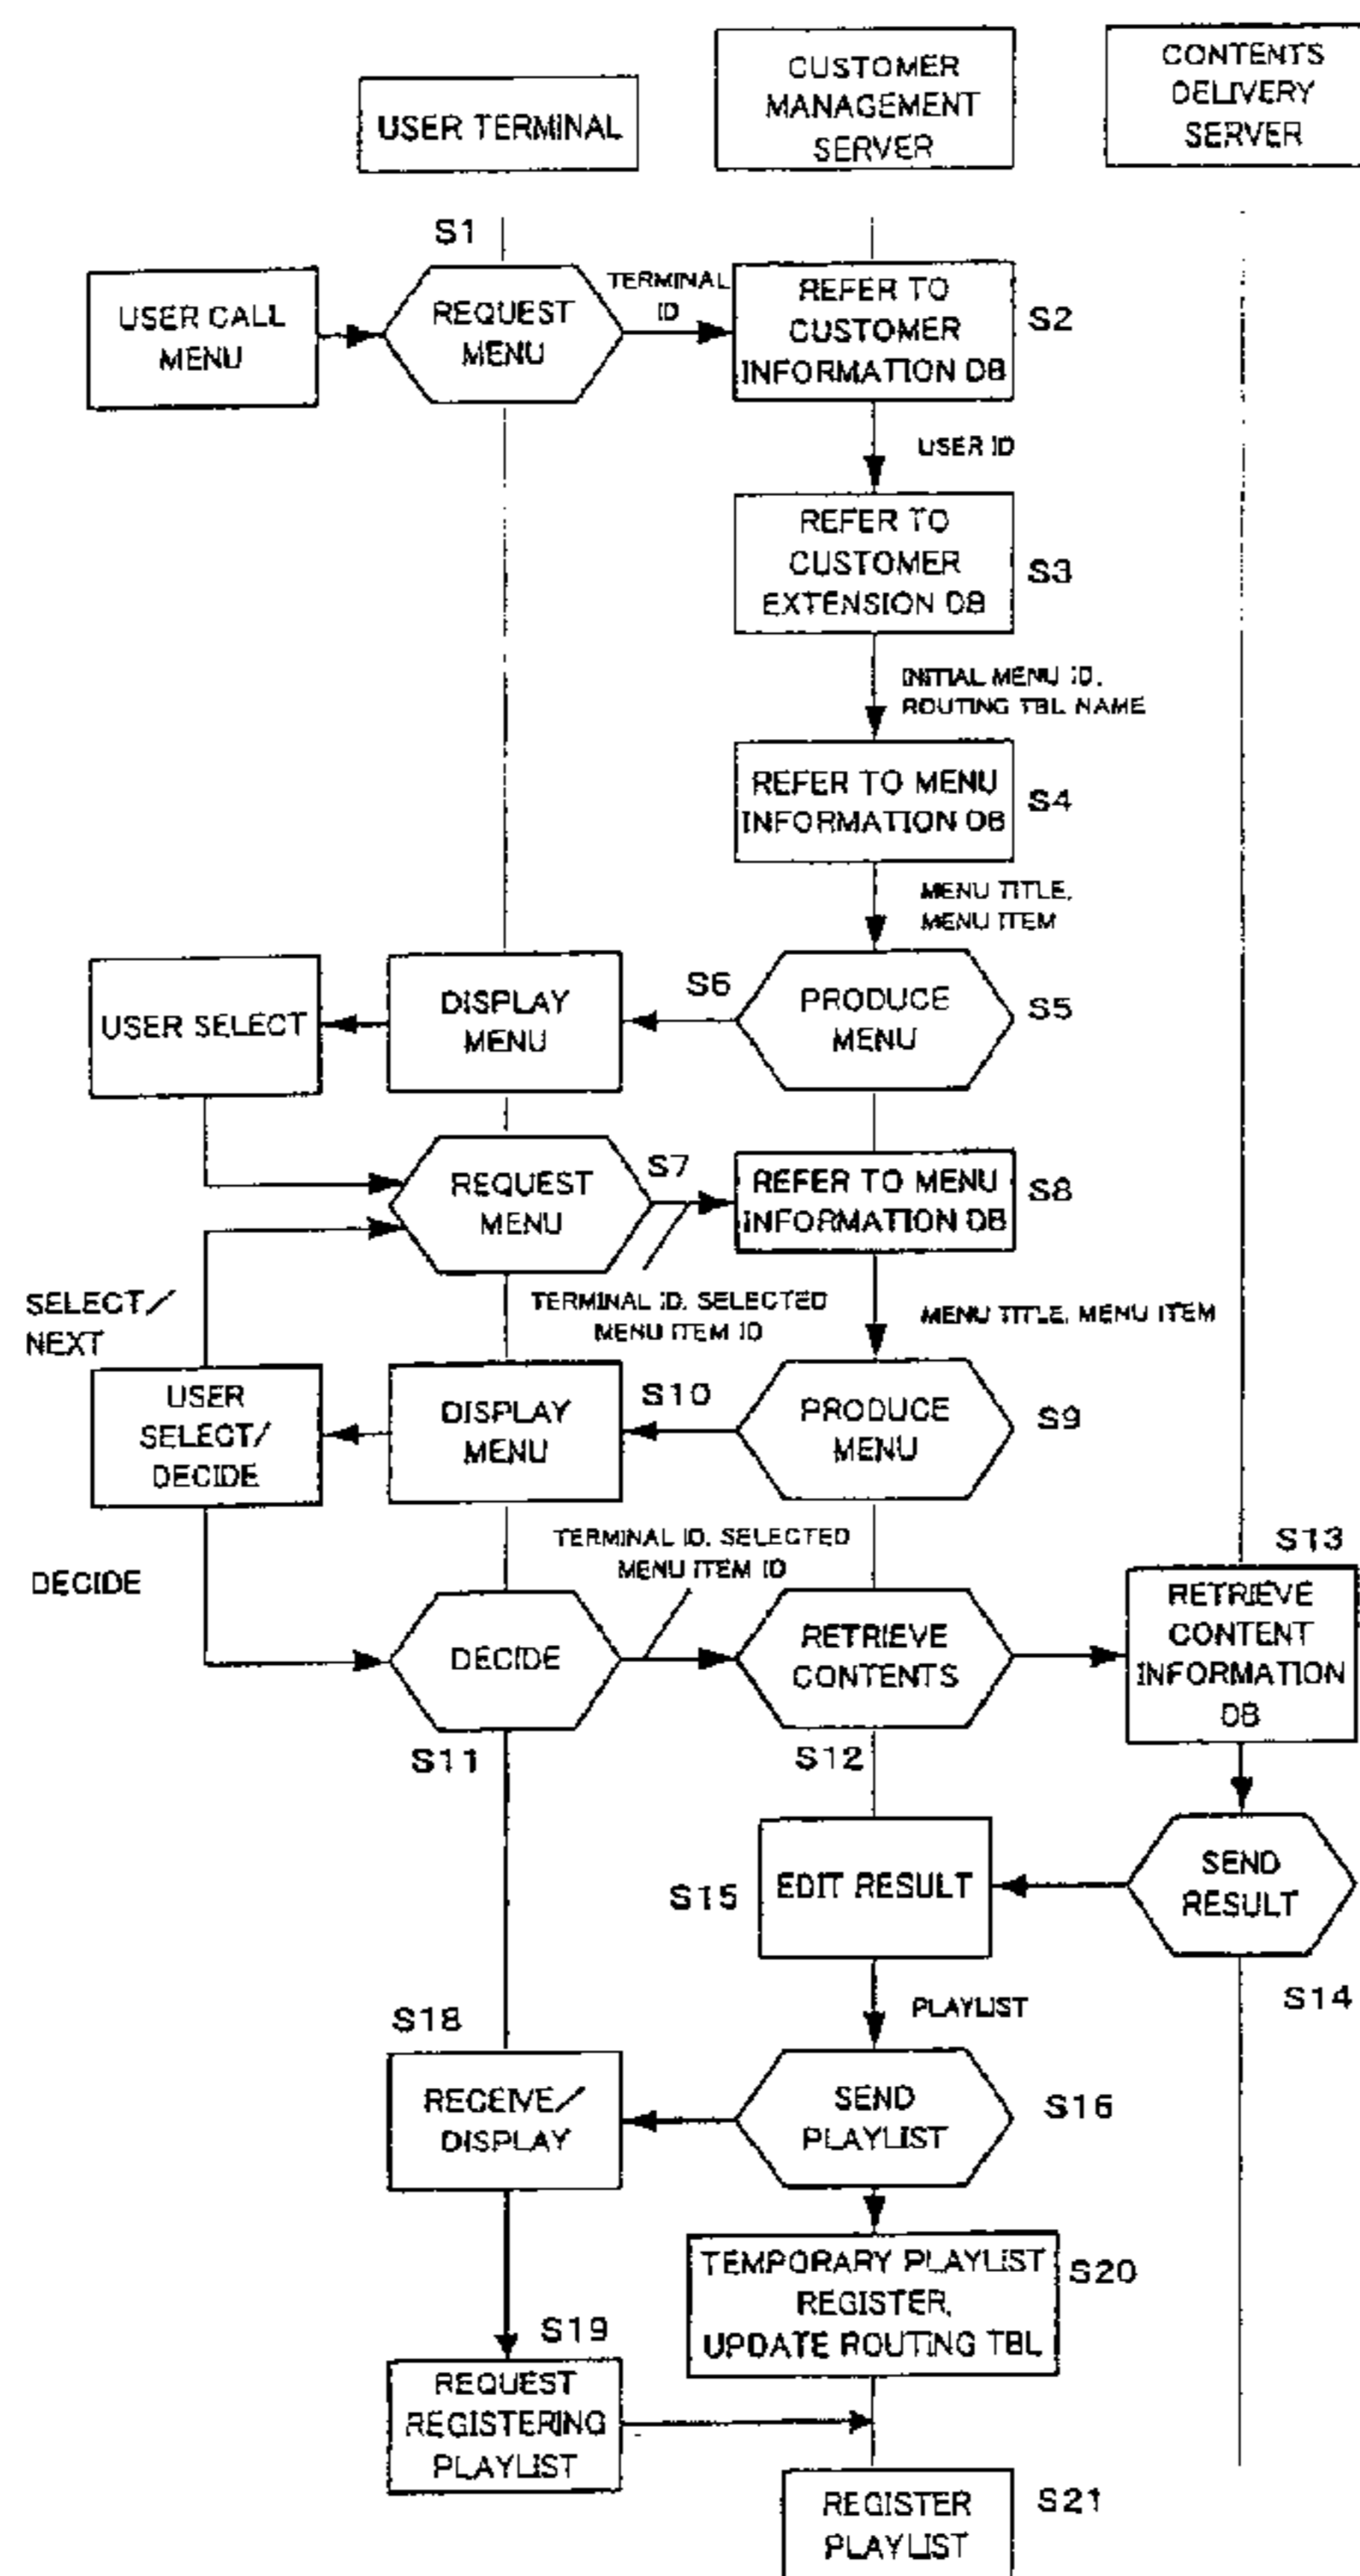 USER TERMINAL
CUSTOMER
MANAGEMENT
SERVER
CONTENTS
DELIVERY
SERVER
S1
USER CALL
MENU
REQUEST
MENU
TERMINAL
ID
REFER TO
CUSTOMER
INFORMATION DB
S2
USER ID
REFER TO
CUSTOMER
EXTENSION DB
S3
INITIAL MENU ID,
ROUTING TBL NAME
REFER TO MENU
INFORMATION DB
S4
MENU TITLE,
MENU ITEM
USER SELECT
DISPLAY
MENU
S6
PRODUCE
MENU
S5
REQUEST
MENU
S7
REFER TO MENU
INFORMATION DB
S8
SELECT/
NEXT
TERMINAL ID, SELECTED
MENU ITEM ID
MENU TITLE, MENU ITEM
USER
SELECT/
DECIDE
DISPLAY
MENU
S10
PRODUCE
MENU
S9
DECIDE
TERMINAL ID, SELECTED
MENU ITEM ID
S13
DECIDE
S11
RETRIEVE
CONTENTS
S12
RETRIEVE
CONTENT
INFORMATION
DB
S15
EDIT RESULT
SEND
RESULT
S14
PLAYLIST
S18
RECEIVE/
DISPLAY
SEND
PLAYLIST
S16
TEMPORARY PLAYLIST
REGISTER,
UPDATE ROUTING TBL
S20
S19
REQUEST
REGISTERING
PLAYLIST
REGISTER
PLAYLIST
S21